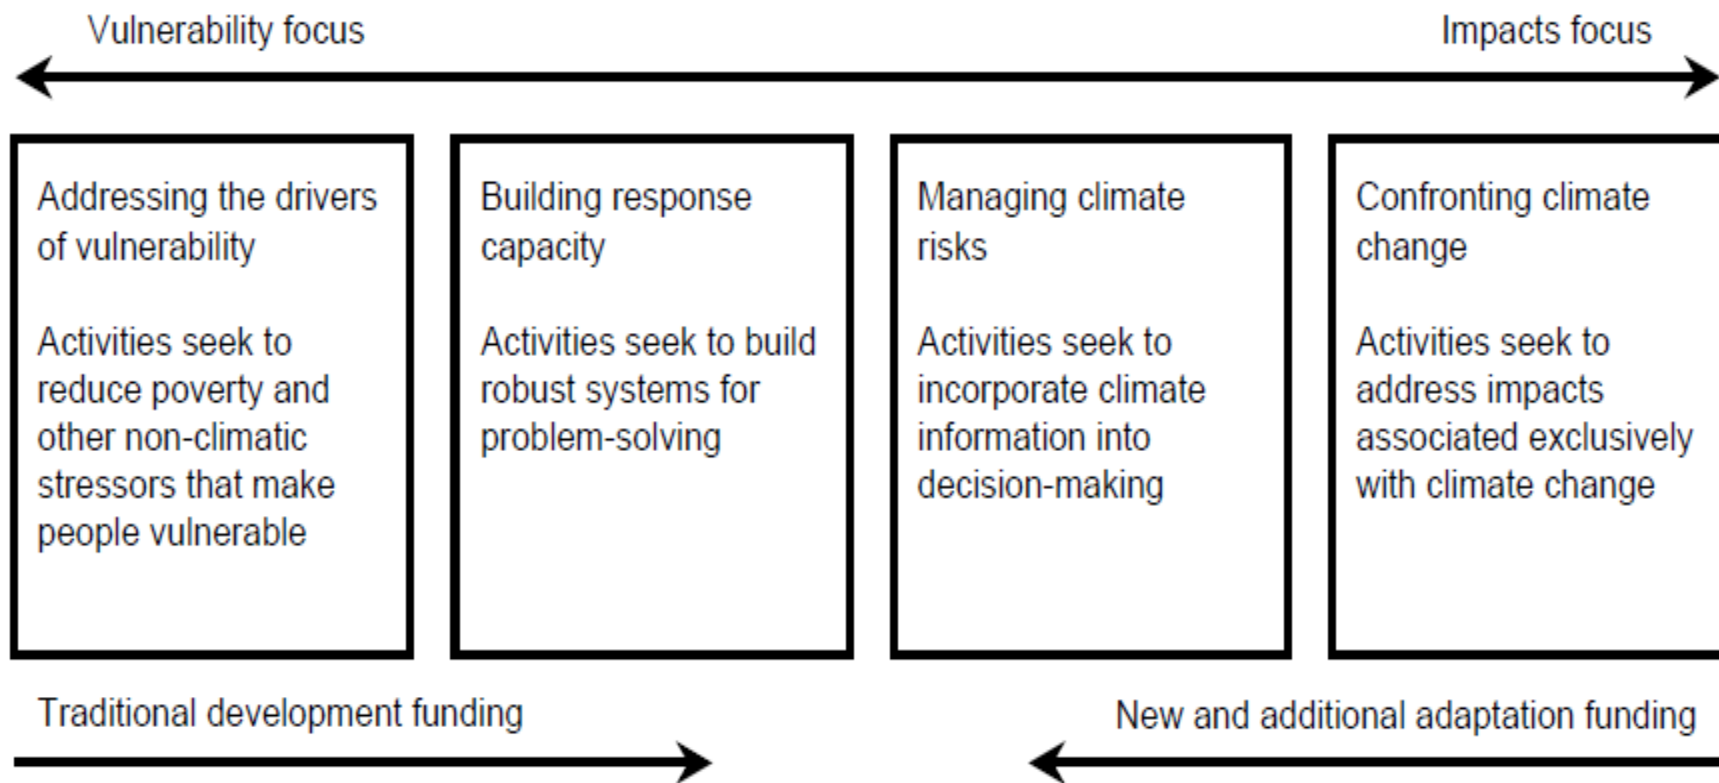 Vulnerability focus
Impacts focus
Addressing the drivers
of vulnerability
Activities seek to
reduce poverty and
other non-climatic
stressors that make
people vulnerable
Building response
capacity
Activities seek to build
robust systems for
problem-solving
Managing climate
risks
Activities seek to
incorporate climate
information into
decision-making
Confronting climate
change
Activities seek to
address impacts
associated exclusively
with climate change
Traditional development funding
New and additional adaptation funding